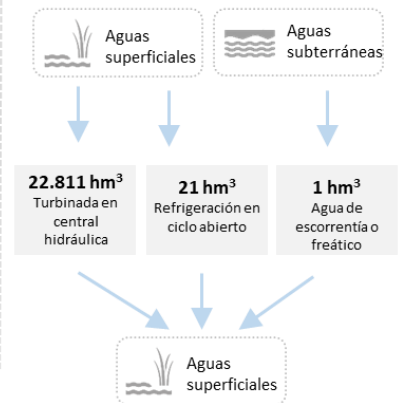 Aguas
superficiales
Aguas
subterráneas
22.811 hm³
Turbinada en
central
hidráulica
21 hm³
Refrigeración en
ciclo abierto
1 hm³
Agua de
escorrentía o
freático
Aguas
superficiales